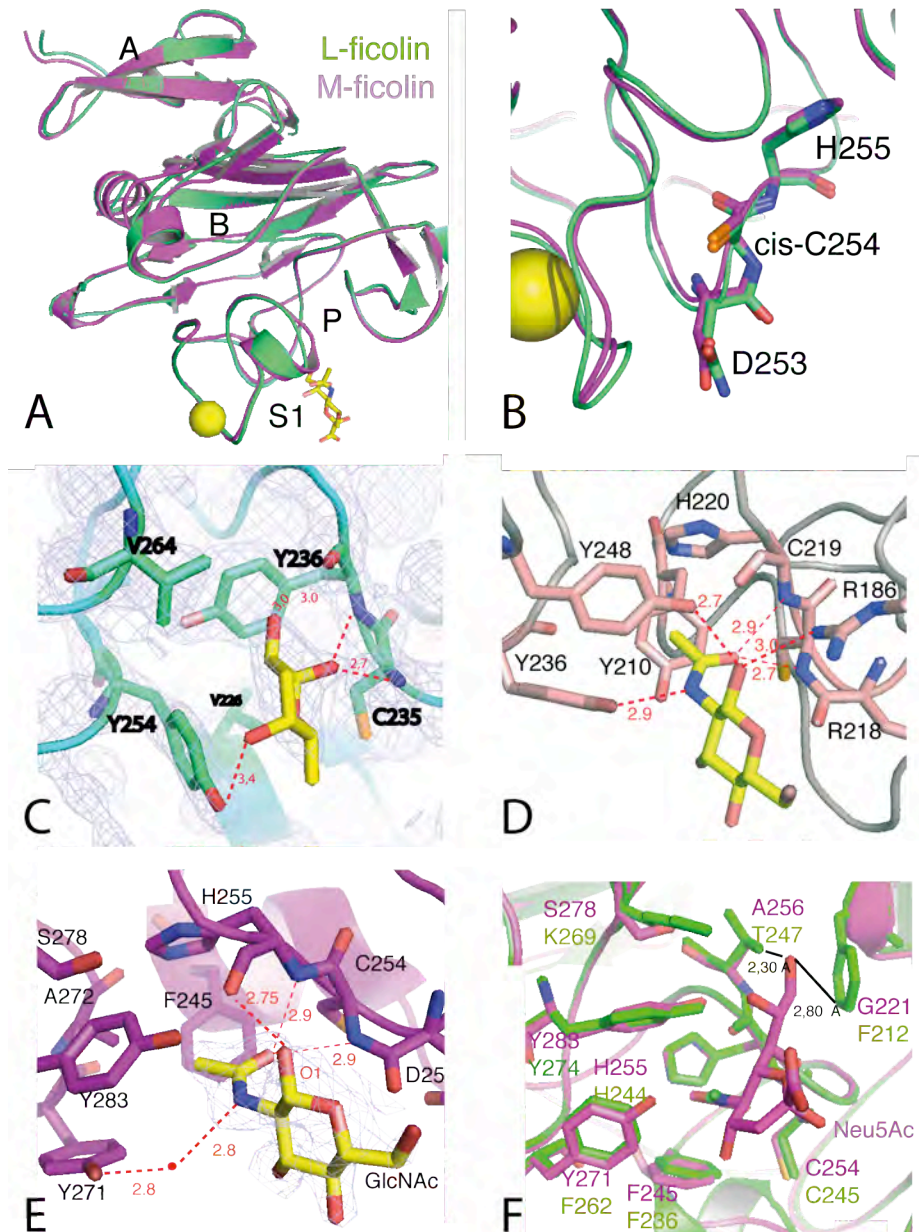 A
L-ficolin
M-ficolin
B
P
S1
A
H255
cis-C254
D253
B
V264
Y236
3,0
3.0
2.7
V226
Y254
C235
3,4
C
H220
Y248
C219
2.7
R186
2.9
3.0
Y236
Y210
2.7
2.9
R218
D
H255
S278
C254
A272
F245
2.75
2.9
2.9
O1
D25
Y283
2.8
GlcNAc
Y271
2.8
E
S278
K269
A256
T247
2,30 A
2,80 A
G221
F212
Y283
Y274
H255
H244
Neu5Ac
C254
C245
Y271
F262
F245
F236
F